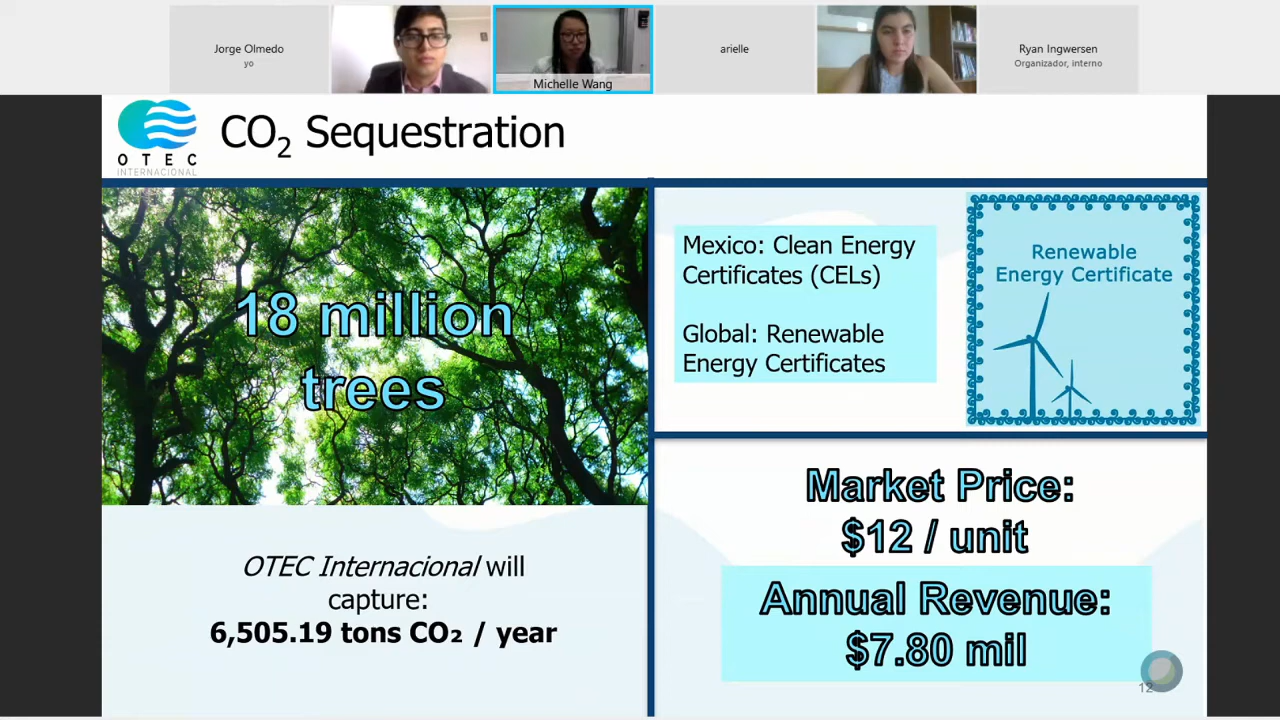 Jorge Olmedo
yo
Michelle Wang
arielle
Ryan Ingwersen
Organizador, interno
OTEC
INTERNACIONAL
CO₂ Sequestration
18 million
trees
OTEC Internacional will
capture:
6,505.19 tons CO₂ / year
Mexico: Clean Energy
Certificates (CELs)
Global: Renewable
Energy Certificates
Renewable
Energy Certificate
Market Price:
$12 / unit
Annual Revenue:
$7.80 mil
12